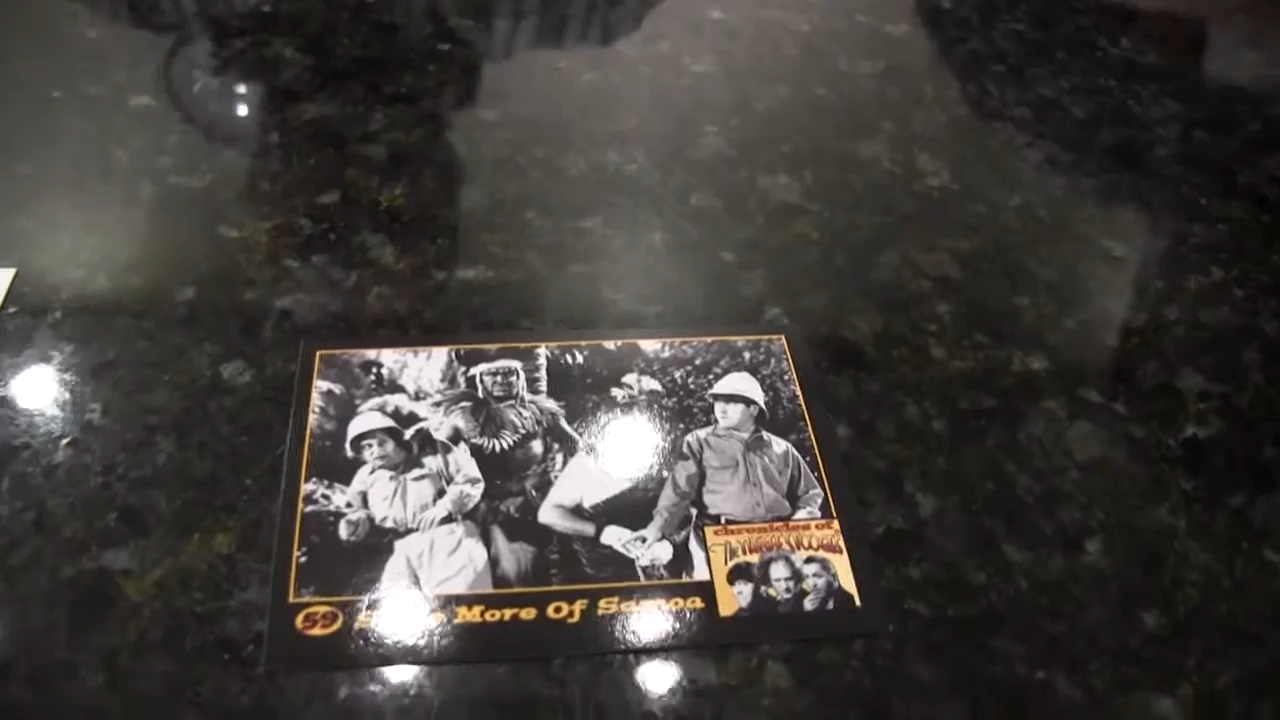 chronicles of
The Three Stooges
59 More Of Samoa